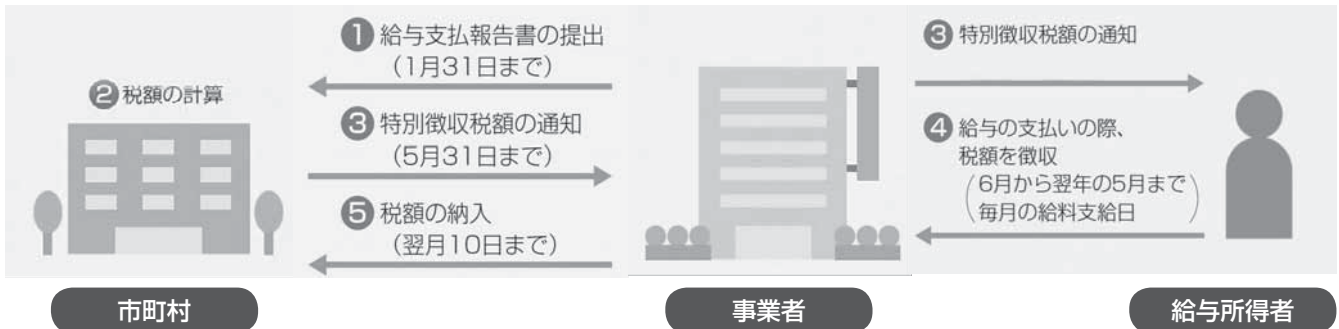 ❶給与支払報告書の提出
(1月31日まで)
❷税額の計算
❸特別徴収税額の通知
(5月31日まで)
❺税額の納入
(翌月10日まで)
❸特別徴収税額の通知
❹給与の支払いの際、
税額を徴収
(6月から翌年の5月まで
毎月の給料支給日)
市町村
事業者
給与所得者